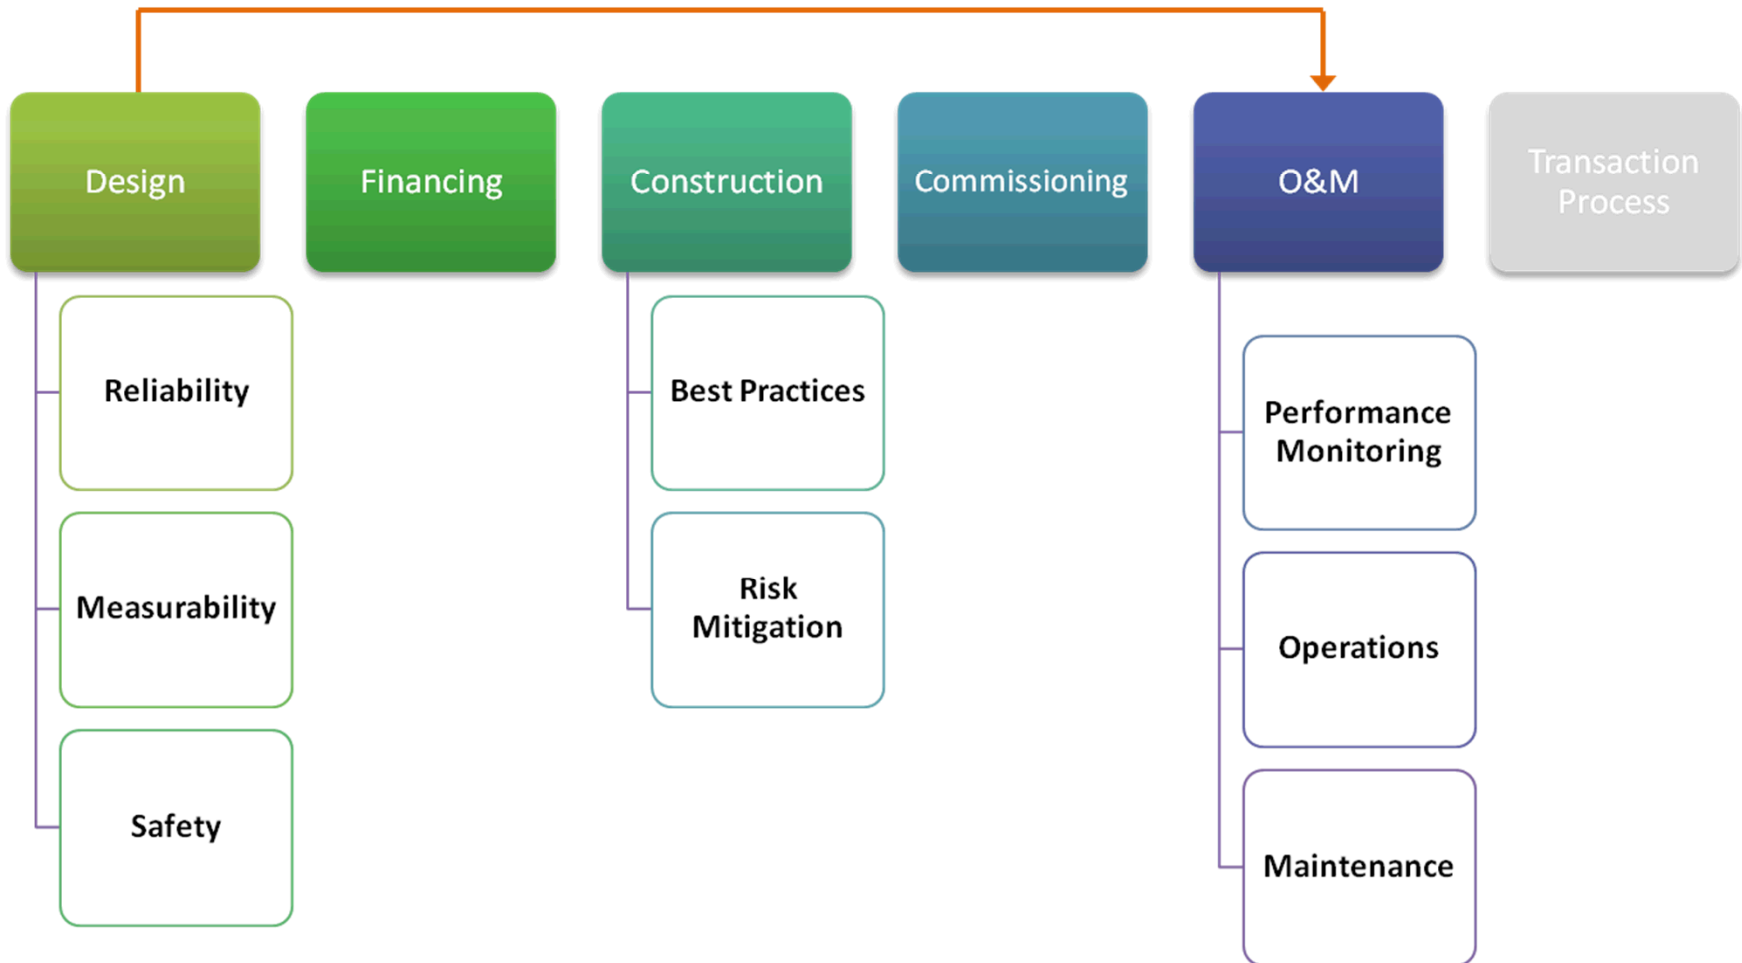 Design
Financing
Construction
Commissioning
O&M
Transaction
Process
Reliability
Measurability
Safety
Best Practices
Risk
Mitigation
Performance
Monitoring
Operations
Maintenance